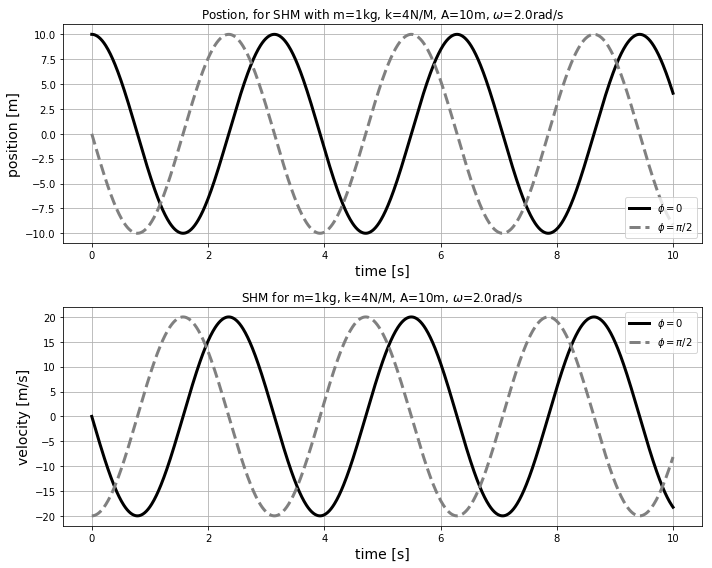 Postion, for SHM with m=1kg, k=4N/M, A=10m, ω=2.0rad/s
10.0
7.5
5.0
2.5
0.0
−2.5
−5.0
−7.5
−10.0
position [m]
ϕ = 0
ϕ = π/2
0 2 4 6 8 10
time [s]
SHM for m=1kg, k=4N/M, A=10m, ω=2.0rad/s
20
15
10
5
0
−5
−10
−15
−20
velocity [m/s]
ϕ = 0
ϕ = π/2
0 2 4 6 8 10
time [s]